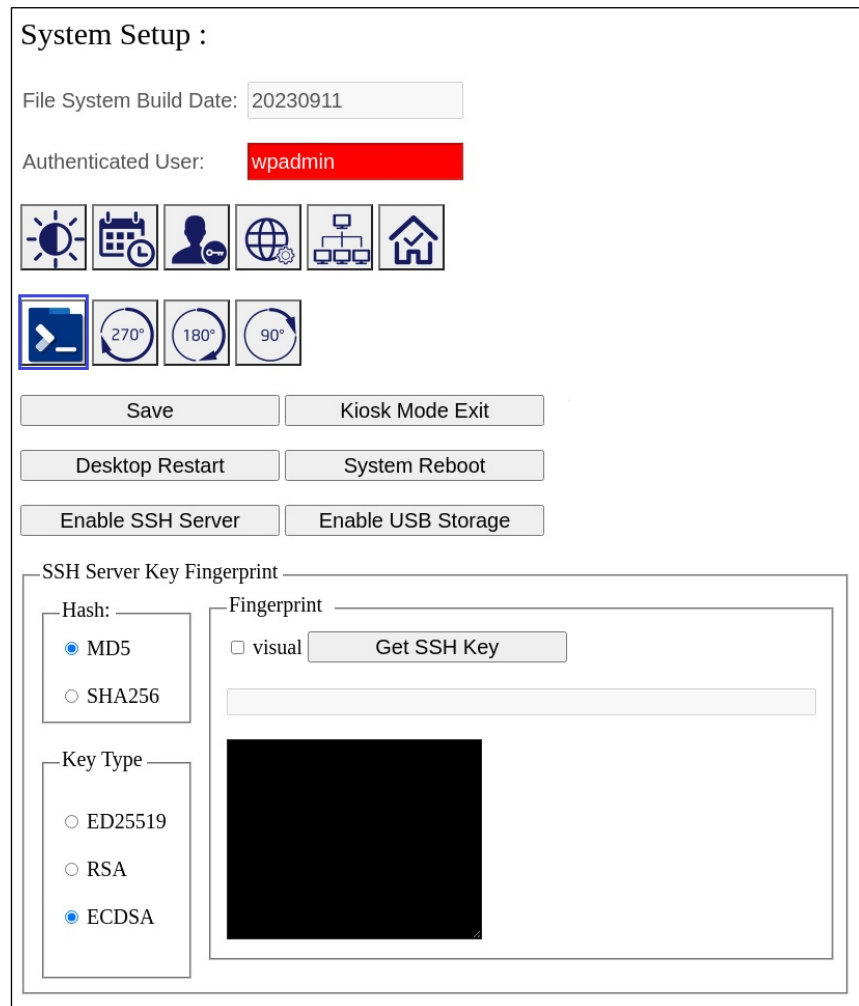 System Setup :
File System Build Date: 20230911
Authenticated User: wpadmin
270° 180° 90°
Save Kiosk Mode Exit
Desktop Restart System Reboot
Enable SSH Server Enable USB Storage
SSH Server Key Fingerprint
Hash:
MD5
SHA256
Key Type
ED25519
RSA
ECDSA
Fingerprint
visual Get SSH Key